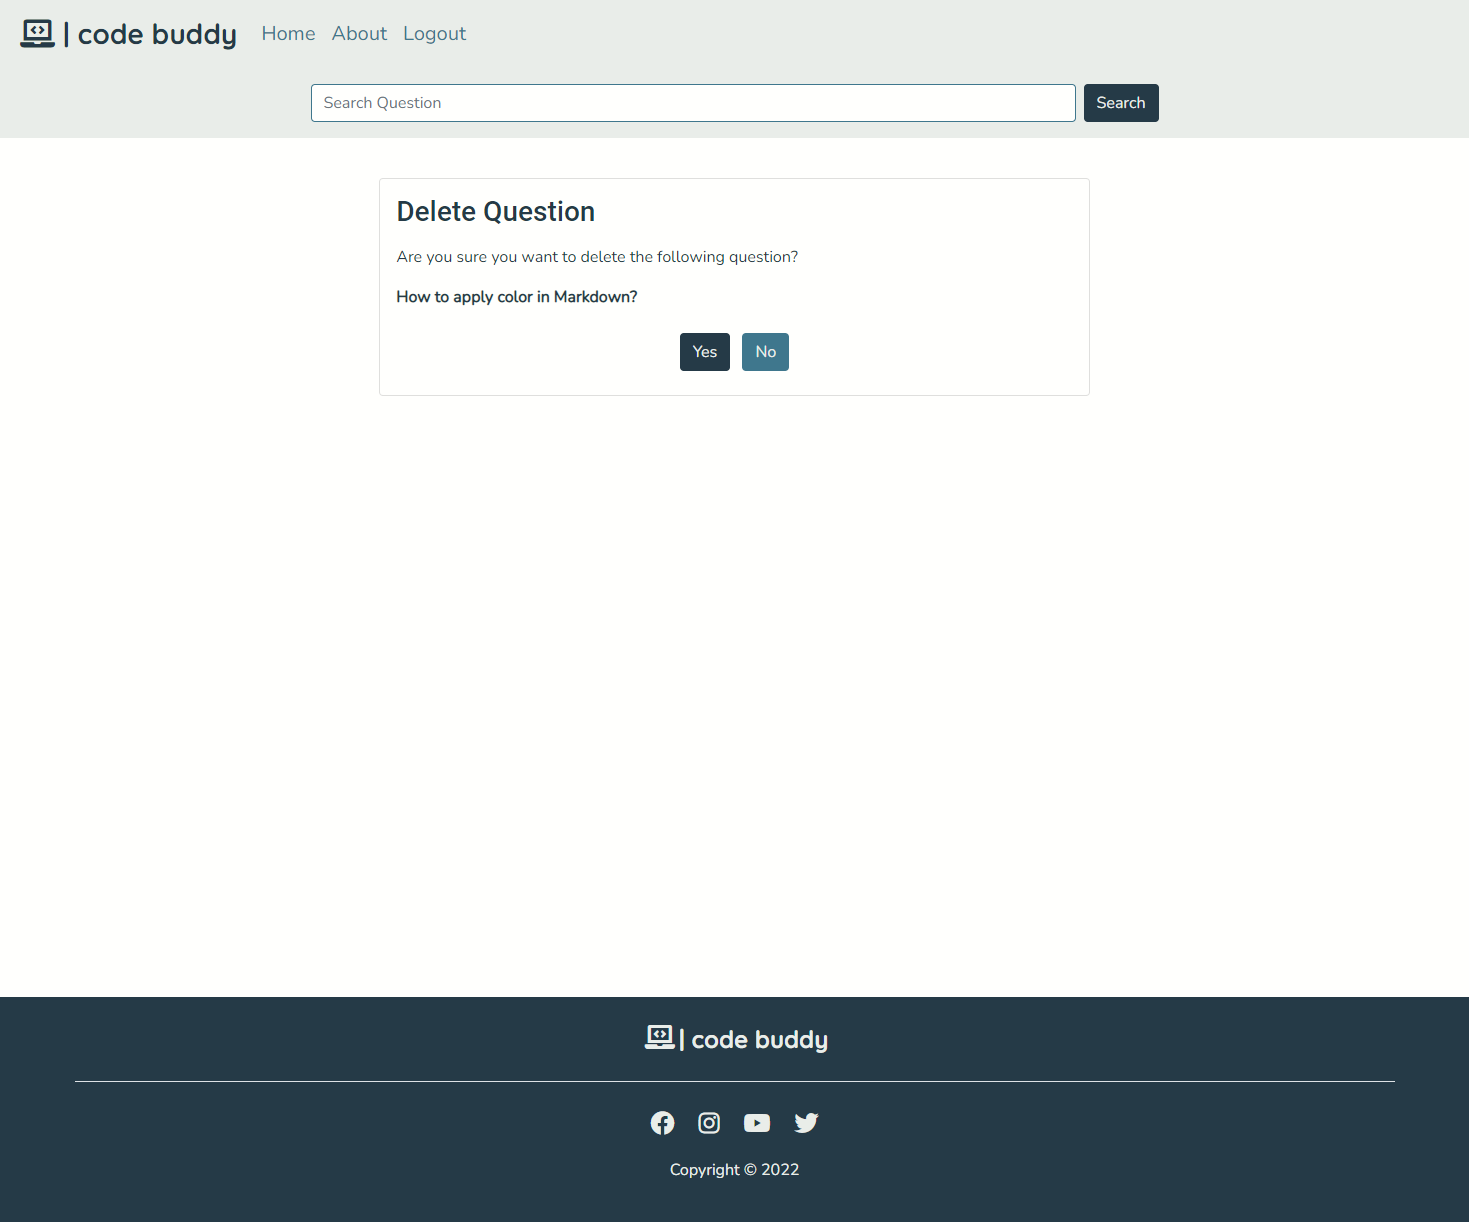 | code buddy Home About Logout
Search Question Search
Delete Question
Are you sure you want to delete the following question?
How to apply color in Markdown?
Yes No
| code buddy
Copyright © 2022